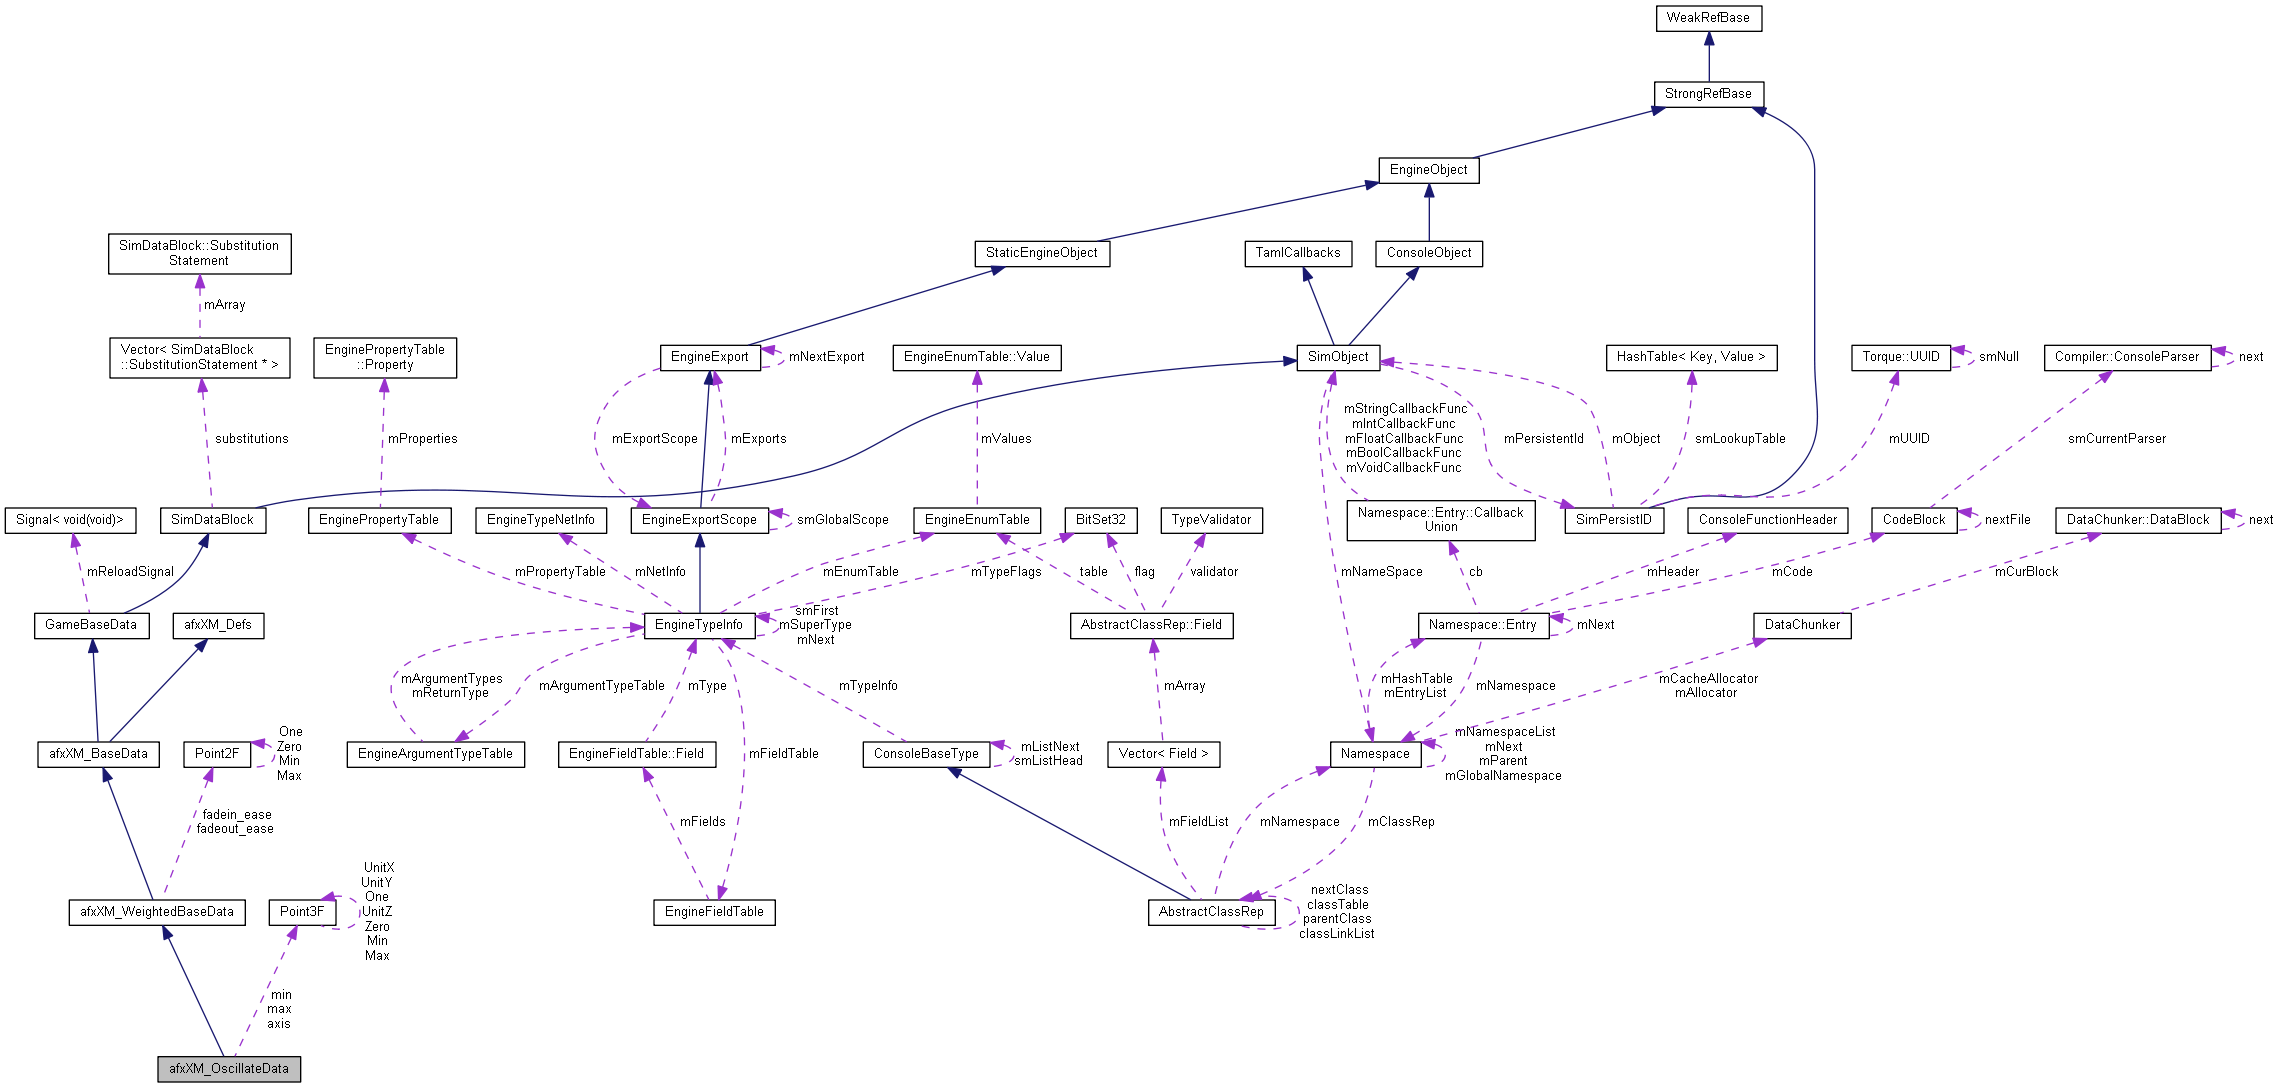 WeakRefBase
StrongRefBase
EngineObject
SimDataBlock::Substitution
Statement
StaticEngineObject
TamlCallbacks
ConsoleObject
mArray
Vector< SimDataBlock
::SubstitutionStatement * >
EnginePropertyTable
::Property
EngineExport
mNextExport
EngineEnumTable::Value
SimObject
HashTable< Key, Value >
Torque::UUID
smNull
Compiler::ConsoleParser
next
substitutions
mProperties
mExportScope
mExports
mValues
mStringCallbackFunc
mIntCallbackFunc
mFloatCallbackFunc
mBoolCallbackFunc
mVoidCallbackFunc
mPersistentId
mObject
smLookupTable
mUUID
smCurrentParser
Signal< void(void)>
SimDataBlock
EnginePropertyTable
EngineTypeNetInfo
EngineExportScope
smGlobalScope
EngineEnumTable
BitSet32
TypeValidator
Namespace::Entry::Callback
Union
SimPersistID
ConsoleFunctionHeader
CodeBlock
nextFile
DataChunker::DataBlock
next
mReloadSignal
mPropertyTable
mNetInfo
mEnumTable
mTypeFlags
table
flag
validator
mNameSpace
cb
mHeader
mCode
mCurBlock
GameBaseData
afxXM_Defs
EngineTypeInfo
smFirst
mSuperType
mNext
AbstractClassRep::Field
Namespace::Entry
mNext
DataChunker
mArgumentTypes
mReturnType
mArgumentTypeTable
mType
mTypeInfo
mArray
mHashTable
mEntryList
mNamespace
mCacheAllocator
mAllocator
afxXM_BaseData
Point2F
One
Zero
Min
Max
EngineArgumentTypeTable
EngineFieldTable::Field
mFieldTable
ConsoleBaseType
mListNext
smListHead
Vector< Field >
Namespace
mNamespaceList
mNext
mParent
mGlobalNamespace
fadein_ease
fadeout_ease
mFields
mFieldList
mNamespace
mClassRep
afxXM_WeightedBaseData
Point3F
UnitX
UnitY
One
UnitZ
Zero
Min
Max
EngineFieldTable
AbstractClassRep
nextClass
classTable
parentClass
classLinkList
min
max
axis
afxXM_OscillateData